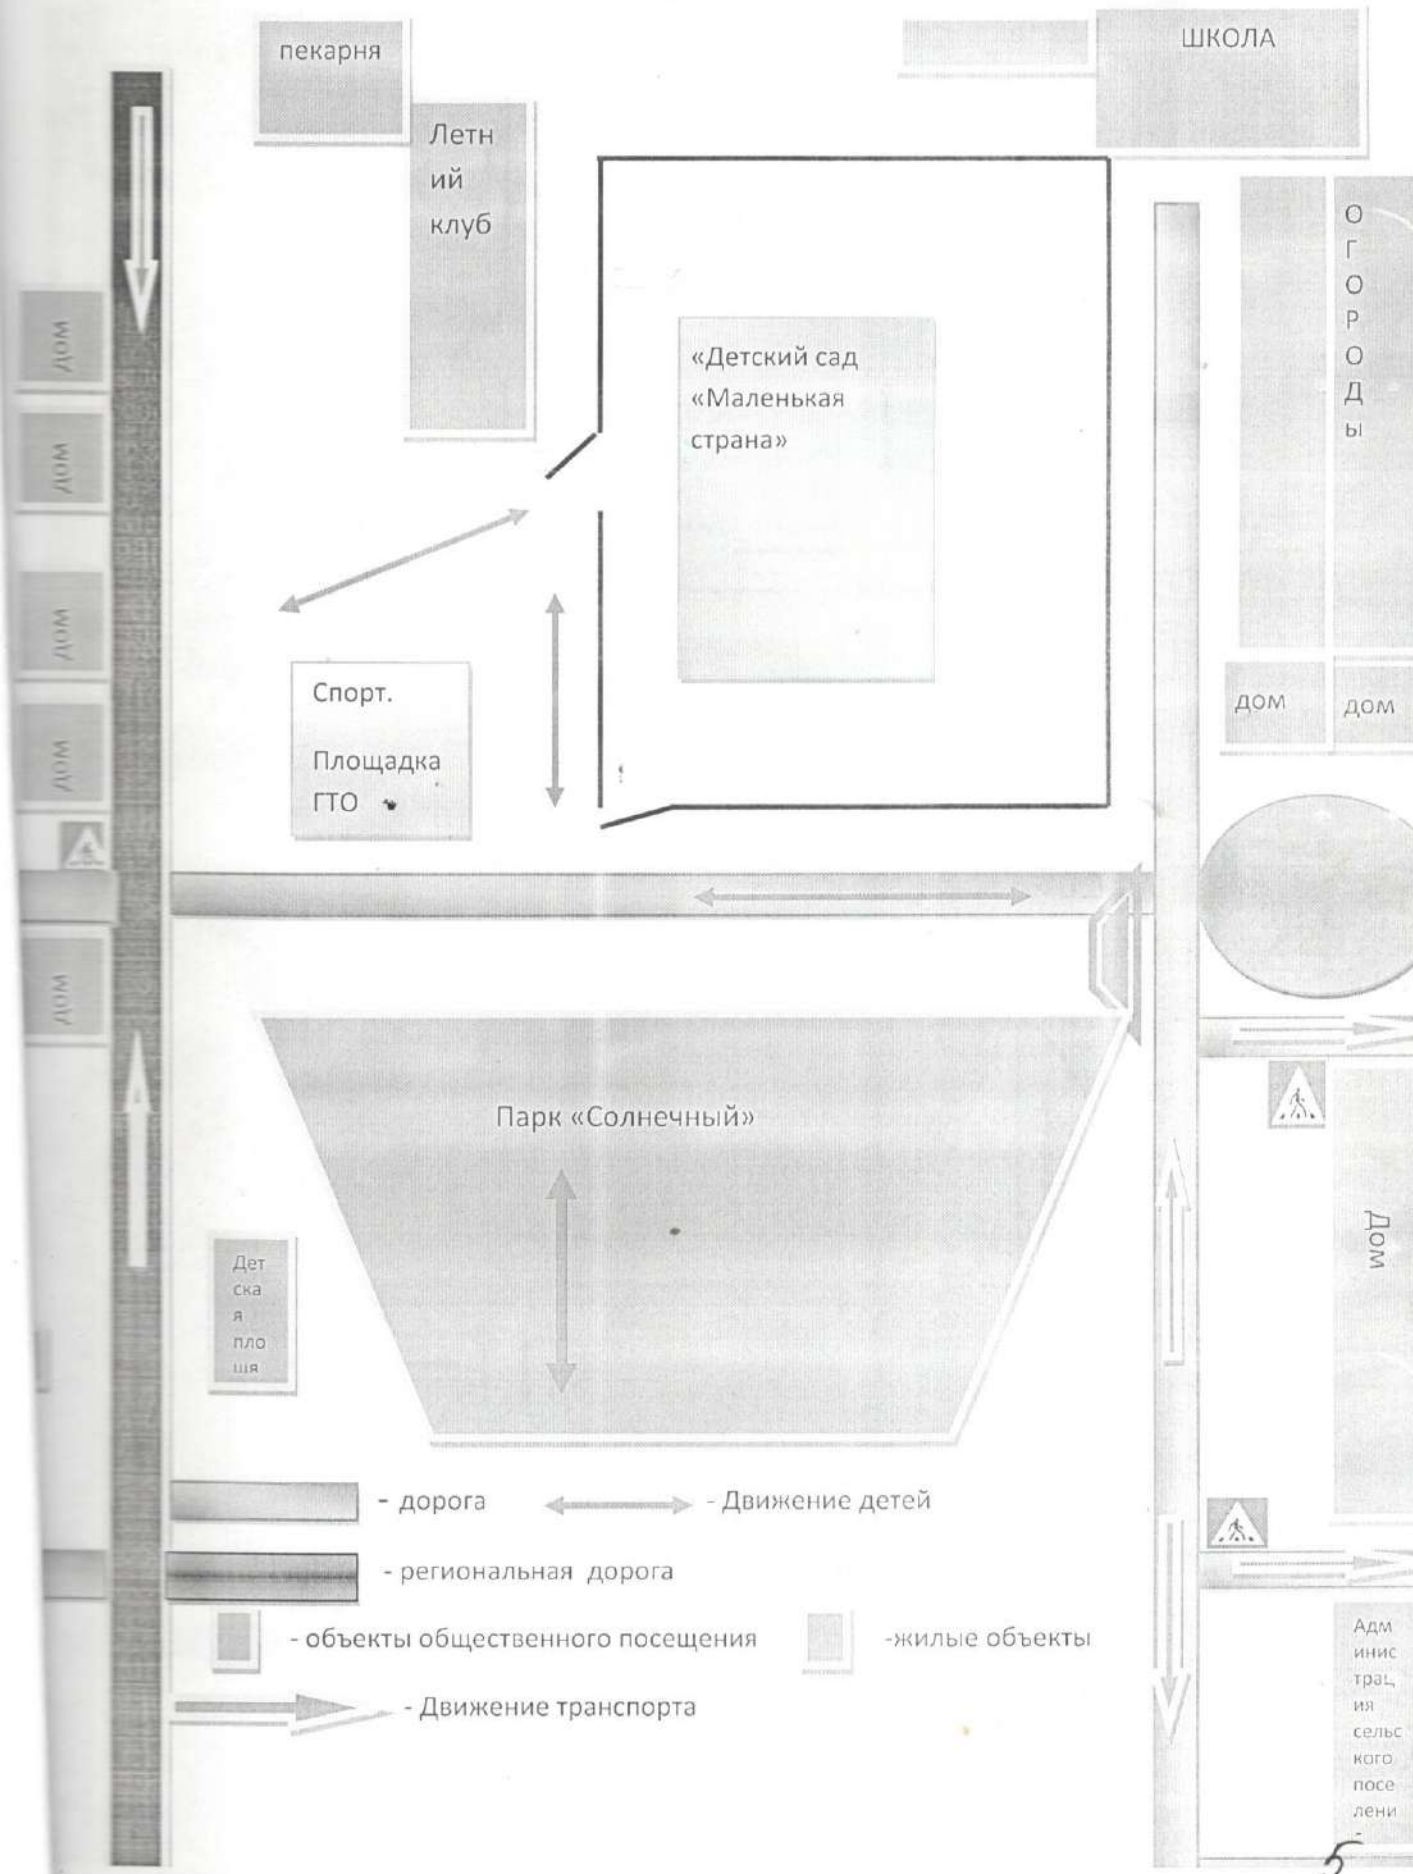 пекарня
ШКОЛА
Летн
ий
клуб
О
Г
О
Р
О
Д
Ы
«Детский сад
«Маленькая
страна»
дом
дом
дом
дом
дом
Спорт.
Площадка
ГТО
дом
дом
Парк «Солнечный»
Дом
Дет
ская
я
пло
- дорога
- Движение детей
- региональная дорога
- объекты общественного посещения
-жилые объекты
- Движение транспорта
Адм
инис
трац
ия
сельс
кого
посе
лени
5